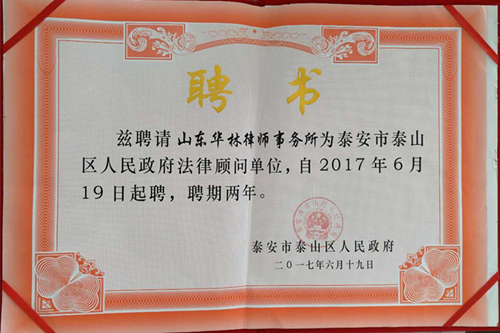 聘书
兹聘请山东华林律师事务所为泰安市泰山
区人民政府法律顾问单位，自2017年6月
19日起聘，聘期两年。
泰安市泰山区人民政府
二〇一七年六月十九日